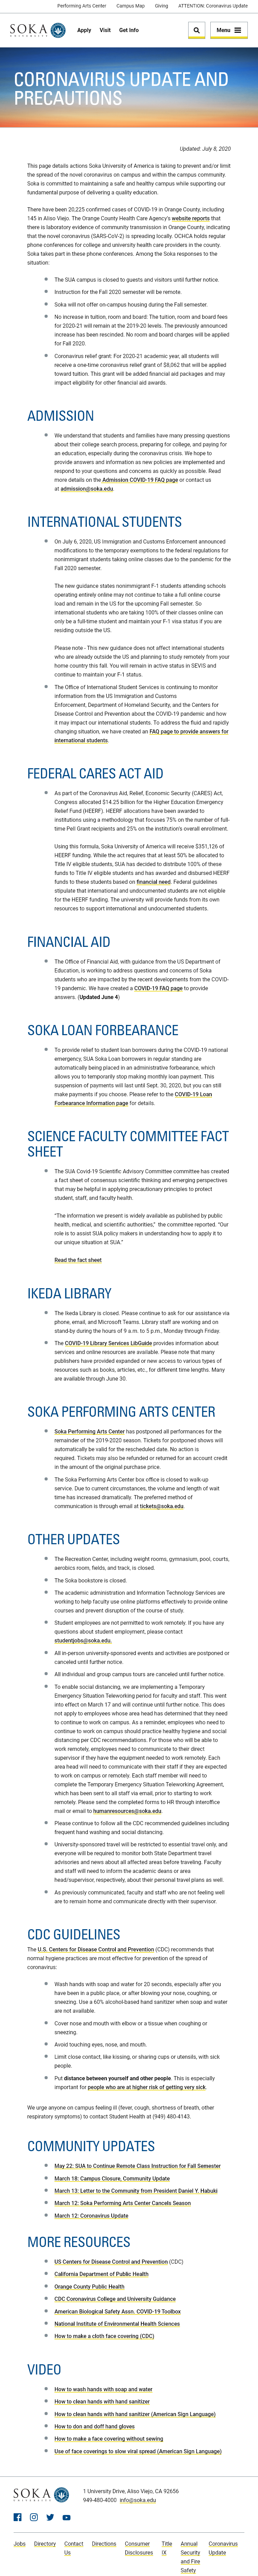 Performing Arts Center Campus Map Giving ATTENTION: Coronavirus Update
SOKA
UNIVERSITY
Apply Visit Get Info
Menu
CORONAVIRUS UPDATE AND
PRECAUTIONS
Updated: July 8, 2020
This page details actions Soka University of America is taking to prevent and/or limit
the spread of the novel coronavirus on campus and within the campus community.
Soka is committed to maintaining a safe and healthy campus while supporting our
fundamental purpose of delivering a quality education.
There have been 20,225 confirmed cases of COVID-19 in Orange County, including
145 in Aliso Viejo. The Orange County Health Care Agency's website reports that
there is laboratory evidence of community transmission in Orange County, indicating
that the novel coronavirus (SARS-CoV-2) is spreading locally. OCHCA holds regular
phone conferences for college and university health care providers in the county.
Soka takes part in these phone conferences. Among the Soka responses to the
situation:
The SUA campus is closed to guests and visitors until further notice.
Instruction for the Fall 2020 semester will be remote.
Soka will not offer on-campus housing during the Fall semester.
No increase in tuition, room and board: The tuition, room and board fees
for 2020-21 will remain at the 2019-20 levels. The previously announced
increase has been rescinded. No room and board charges will be applied
for Fall 2020.
Coronavirus relief grant: For 2020-21 academic year, all students will
receive a one-time coronavirus relief grant of $8,062 that will be applied
toward tuition. This grant will be added financial aid packages and may
impact eligibility for other financial aid awards.
ADMISSION
We understand that students and families have many pressing questions
about their college search process, preparing for college, and paying for
an education, especially during the coronavirus crisis. We hope to
provide answers and information as new policies are implemented and
respond to your questions and concerns as quickly as possible. Read
more details on the Admission COVID-19 FAQ page or contact us
at admission@soka.edu.
INTERNATIONAL STUDENTS
On July 6, 2020, US Immigration and Customs Enforcement announced
modifications to the temporary exemptions to the federal regulations for
nonimmigrant students taking online classes due to the pandemic for the
Fall 2020 semester.
The new guidance states nonimmigrant F-1 students attending schools
operating entirely online may not continue to take a full online course
load and remain in the US for the upcoming Fall semester. So
international students who are taking 100% of their classes online can
only be a full-time student and maintain your F-1 visa status if you are
residing outside the US.
Please note - This new guidance does not affect international students
who are already outside the US and planning to study remotely from your
home country this fall. You will remain in active status in SEVIS and
continue to maintain your F-1 status.
The Office of International Student Services is continuing to monitor
information from the US Immigration and Customs
Enforcement, Department of Homeland Security, and the Centers for
Disease Control and Prevention about the COVID-19 pandemic and how
it may impact our international students. To address the fluid and rapidly
changing situation, we have created an FAQ page to provide answers for
international students.
FEDERAL CARES ACT AID
As part of the Coronavirus Aid, Relief, Economic Security (CARES) Act,
Congress allocated $14.25 billion for the Higher Education Emergency
Relief Fund (HEERF). HEERF allocations have been awarded to
institutions using a methodology that focuses 75% on the number of full-
time Pell Grant recipients and 25% on their overall student enrollment.
Using this formula, Soka University of America will receive $351,126 of
HEERF funding. While the act requires that at least 50% be allocated to
Title IV eligible students, SUA has decided to distribute 100% of these
funds to Title IV eligible students and have awarded and disbursed HEERF
funds to these students based on financial need. Federal guidelines
stipulate that international and undocumented students are not eligible for
the HEERF funding. The university will provide monies from its own
resources to support international and undocumented students.
FINANCIAL AID
The Office of Financial Aid, with guidance from the US Department of
Education, is working to address questions and concerns of Soka
students who are impacted by the recent developments from the COVID-
19 pandemic. We have created a COVID-19 FAQ page to provide
answers. (Updated June 4)
SOKA LOAN FORBEARANCE
To provide relief to student loan borrowers during the COVID-19 national
emergency, SUA Soka Loan borrowers in regular standing are
automatically placed in an administrative forbearance, which allows
borrowers to temporarily stop making monthly loan payment. This
suspension of payments will last until Sept. 30, 2020, but you can still
make payments if you choose. Please refer to the COVID-19 Loan
Forbearance Information page for details.
SCIENCE FACULTY COMMITTEE FACT
SHEET
The SUA Covid-19 Scientific Advisory Committee committee has created
a fact sheet of consensus scientific thinking and emerging perspectives
that may be helpful in applying precautionary principles to protect
student, staff, and faculty health.
"The information we present is widely available as published by public
health, medical, and scientific authorities," the committee reported. "Our
role is to assist SUA policy makers in understanding how to apply it to
our unique situation at SUA."
Read the fact sheet
IKEDA LIBRARY
The Ikeda Library is closed. Please continue to ask for our assistance via
phone, email, and Microsoft Teams. Library staff are working and on
stand-by during the hours of 9 a.m. to 5 p.m., Monday through Friday.
The COVID-19 Library Services LibGuide provides information about
services and online resources are available. Please note that many
publishers have provided expanded or new access to various types of
resources such as books, articles, etc., for different time lengths. Many
are available through June 30.
SOKA PERFORMING ARTS CENTER
Soka Performing Arts Center has postponed all performances for the
remainder of the 2019-2020 season. Tickets for postponed shows will
automatically be valid for the rescheduled date. No action is
required. Tickets may also be refunded or returned for an account credit
in the amount of the original purchase price.
The Soka Performing Arts Center box office is closed to walk-up
service. Due to current circumstances, the volume and length of wait
time has increased dramatically. The preferred method of
communication is through email at tickets@soka.edu.
OTHER UPDATES
The Recreation Center, including weight rooms, gymnasium, pool, courts,
aerobics room, fields, and track, is closed.
The Soka bookstore is closed.
The academic administration and Information Technology Services are
working to help faculty use online platforms effectively to provide online
courses and prevent disruption of the course of study.
Student employees are not permitted to work remotely. If you have any
questions about student employment, please contact
studentjobs@soka.edu.
All in-person university-sponsored events and activities are postponed or
canceled until further notice.
All individual and group campus tours are canceled until further notice.
To enable social distancing, we are implementing a Temporary
Emergency Situation Teleworking period for faculty and staff. This went
into effect on March 17 and will continue until further notice. This does
not apply to employees whose area need has determined that they must
continue to work on campus. As a reminder, employees who continue to
work on campus should follow heightened sanitizing and social
distancing per CDC recommendations. For those who will be able to
work remotely, employees need to communicate to their direct
supervisor if they have the equipment needed to work remotely. Each
area head will need to communicate with their staff if they are expected
to work on campus or remotely. Each staff member will need to
complete the Temporary Emergency Situation Teleworking Agreement,
which has been sent to all staff via email, prior to starting to work
remotely. Please send the completed forms to HR through interoffice
mail or email to humanresources@soka.edu.
Please continue to follow all the CDC recommended guidelines including
frequent hand washing and social distancing.
University-sponsored travel will be restricted to essential travel only, and
everyone will be required to monitor both State Department travel
advisories and news about all affected areas before traveling. Faculty
and staff will need to inform the academic deans or area
head/supervisor, respectively, about their personal travel plans as well.
As previously communicated, faculty and staff who are not feeling well
are to remain home and communicate directly with their supervisor.
CDC GUIDELINES
The U.S. Centers for Disease Control and Prevention (CDC) recommends that
normal hygiene practices are most effective for prevention of the spread of
coronavirus:
Wash hands with soap and water for 20 seconds, especially after you
have been in a public place, or after blowing your nose, coughing, or
sneezing. Use a 60% alcohol-based hand sanitizer when soap and water
are not available.
Cover nose and mouth with elbow or a tissue when coughing or
sneezing.
Avoid touching eyes, nose, and mouth.
Limit close contact, like kissing, or sharing cups or utensils, with sick
people.
Put distance between yourself and other people. This is especially
important for people who are at higher risk of getting very sick.
We urge anyone on campus feeling ill (fever, cough, shortness of breath, other
respiratory symptoms) to contact Student Health at (949) 480-4143.
COMMUNITY UPDATES
May 22: SUA to Continue Remote Class Instruction for Fall Semester
March 18: Campus Closure, Community Update
March 13: Letter to the Community from President Daniel Y. Habuki
March 12: Soka Performing Arts Center Cancels Season
March 12: Coronavirus Update
MORE RESOURCES
US Centers for Disease Control and Prevention (CDC)
California Department of Public Health
Orange County Public Health
CDC Coronavirus College and University Guidance
American Biological Safety Assn. COVID-19 Toolbox
National Institute of Environmental Health Sciences
How to make a cloth face covering (CDC)
VIDEO
How to wash hands with soap and water
How to clean hands with hand sanitizer
How to clean hands with hand sanitizer (American Sign Language)
How to don and doff hand gloves
How to make a face covering without sewing
Use of face coverings to slow viral spread (American Sign Language)
SOKA
UNIVERSITY
1 University Drive, Aliso Viejo, CA 92656
949-480-4000 info@soka.edu
Jobs Directory Contact Us Directions Consumer Disclosures Title IX Annual Security and Fire Safety Coronavirus Update